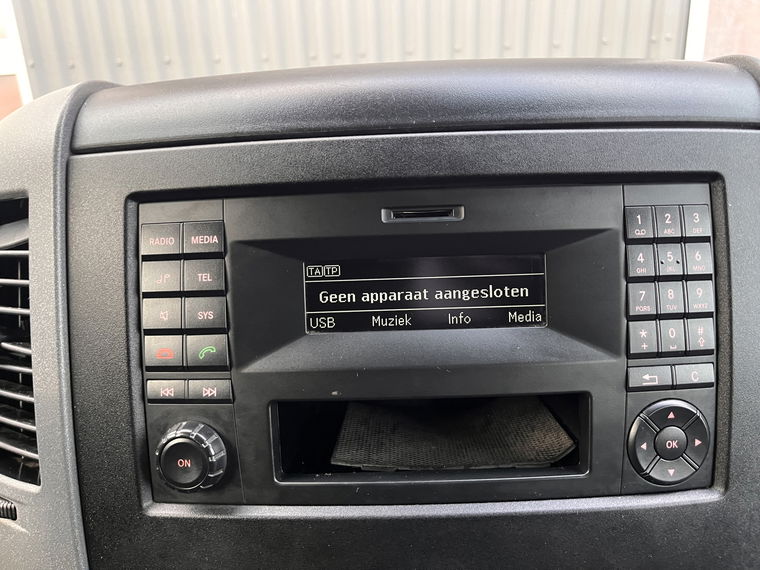 RADIO MEDIA
TEL
SYS
ON
TA TP
Geen apparaat aangesloten
USB Muziek Info Media
1 2 3
ABC DEF
4 5 6
GHI JKL MNO
7 8 9
PQRS TUV WXYZ
* 0 #
+
C
OK